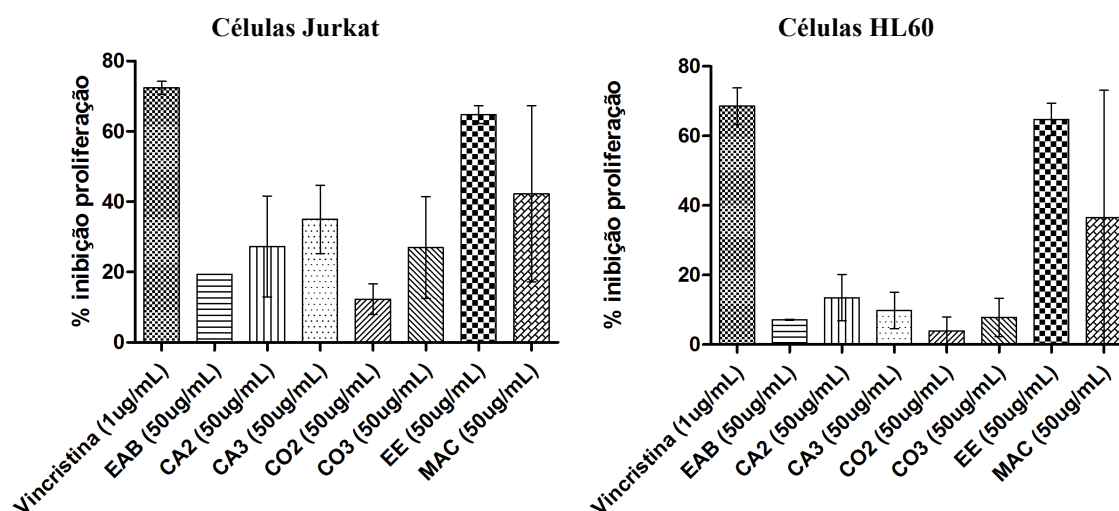 Células Jurkat
% inibição proliferação
80
60
40
20
0
Vincristina (1ug/mL)
EAB (50ug/mL)
CA2 (50ug/mL)
CA3 (50ug/mL)
CO2 (50ug/mL)
CO3 (50ug/mL)
EE (50ug/mL)
MAC (50ug/mL)
Células HL60
% inibição proliferação
80
60
40
20
0
Vincristina (1ug/mL)
EAB (50ug/mL)
CA2 (50ug/mL)
CA3 (50ug/mL)
CO2 (50ug/mL)
CO3 (50ug/mL)
EE (50ug/mL)
MAC (50ug/mL)